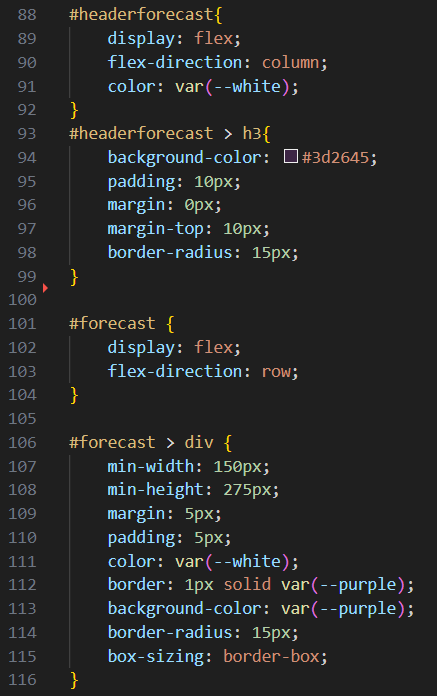 88 #headerforecast{
89     display: flex;
90     flex-direction: column;
91     color: var(--white);
92 }
93 #headerforecast > h3{
94     background-color: #3d2645;
95     padding: 10px;
96     margin: 0px;
97     margin-top: 10px;
98     border-radius: 15px;
99 }
100
101 #forecast {
102     display: flex;
103     flex-direction: row;
104 }
105
106 #forecast > div {
107     min-width: 150px;
108     min-height: 275px;
109     margin: 5px;
110     padding: 5px;
111     color: var(--white);
112     border: 1px solid var(--purple);
113     background-color: var(--purple);
114     border-radius: 15px;
115     box-sizing: border-box;
116 }